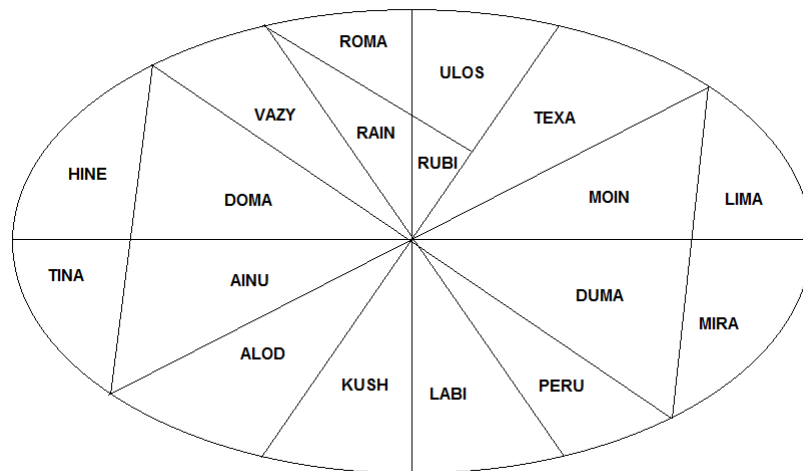 ROMA
ULOS
VAZY
RAIN
TEXA
RUBI
HINE
DOMA
MOIN
LIMA
TINA
AINU
DUMA
MIRA
ALOD
KUSH
LABI
PERU